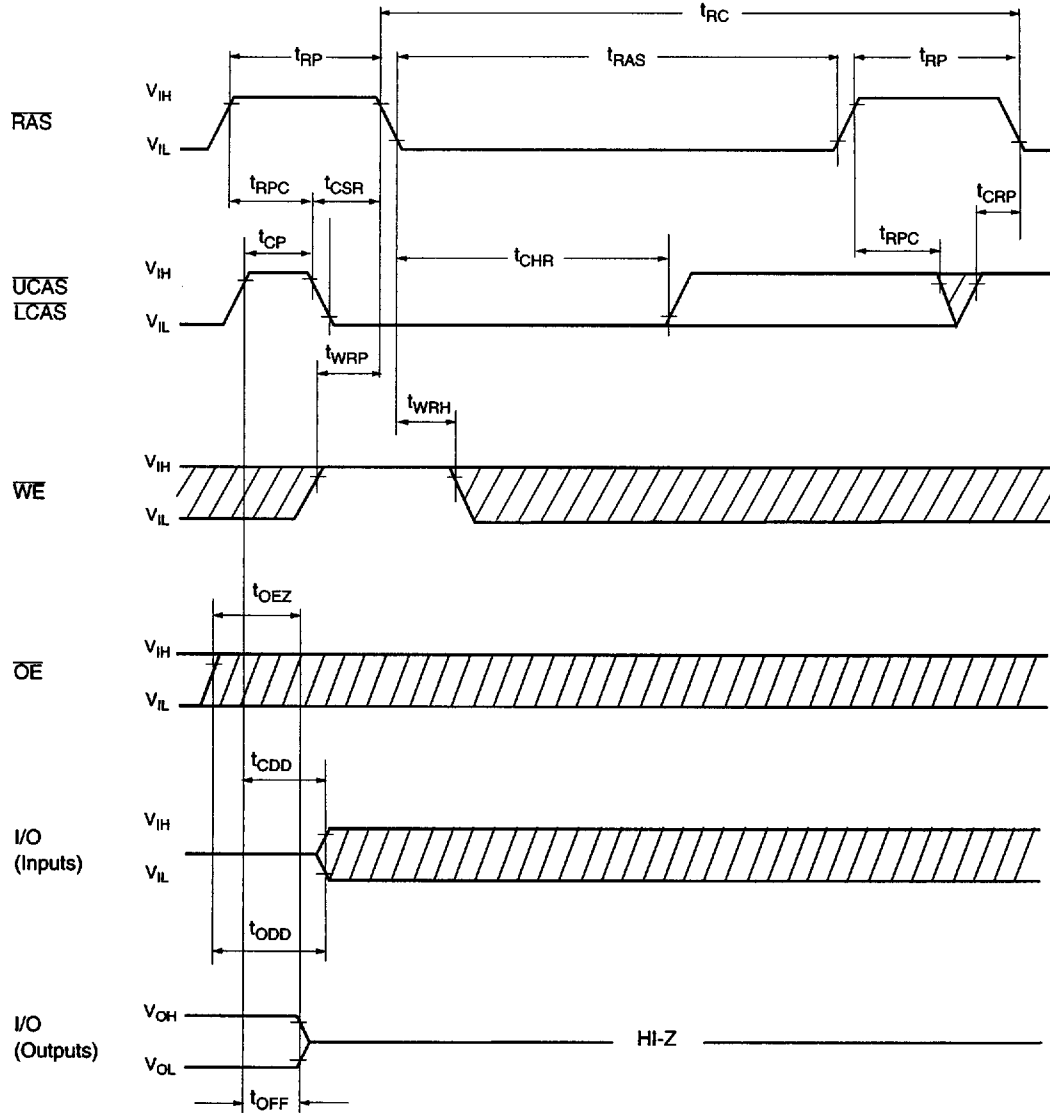 tRC
tRP tRAS tRP
VIH
RAS
VIL
tRPC tCSR tCRP
tCP tRPC
tCHR
VIH
UCAS
LCAS
VIL
tWRP
tWRH
VIH
WE
VIL
tOEZ
VIH
OE
VIL
tCDD
VIH
I/O
(Inputs)
VIL
tODD
VOH
I/O
(Outputs)
HI-Z
VOL
tOFF